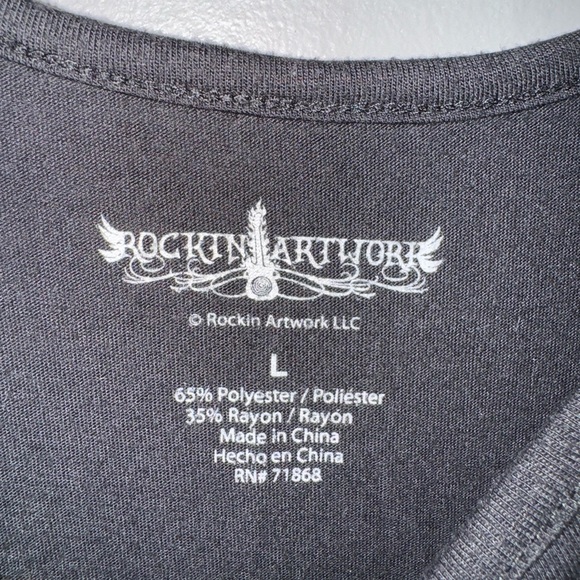 ROCKIN ARTWORK
© Rockin Artwork LLC
L
65% Polyester / Poliéster
35% Rayon / Rayón
Made in China
Hecho en China
RN# 71868